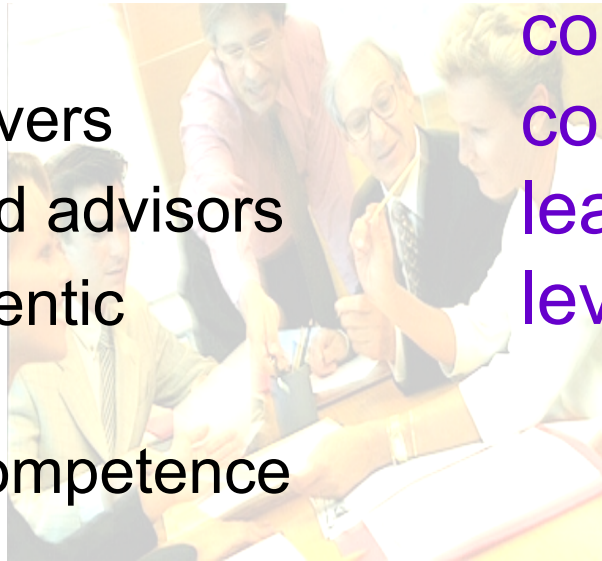 vers
d advisors
entic
ompetence
co
co
lea
lev